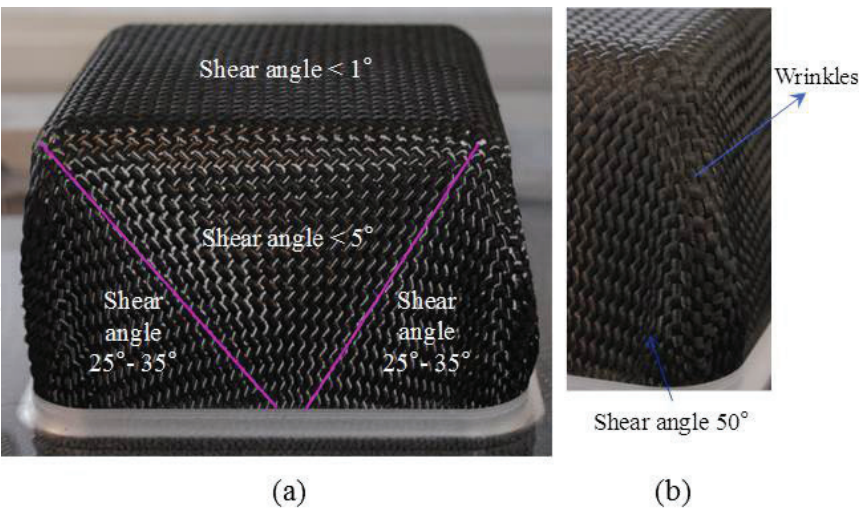 Shear angle < 1°
Shear angle < 5°
Shear
angle
25°- 35°
Shear
angle
25°- 35°
(a)
Wrinkles
Shear angle 50°
(b)